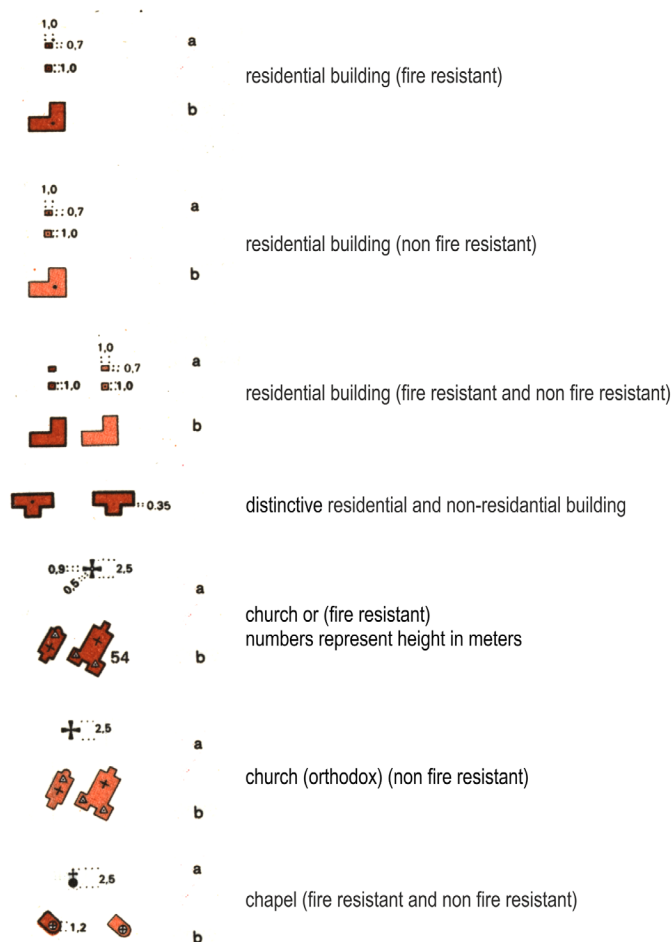 1,0
0,7
1,0
a
residential building (fire resistant)
b
1,0
0,7
1,0
a
residential building (non fire resistant)
b
1,0
0,7
1,0
1,0
a
residential building (fire resistant and non fire resistant)
b
0.35
distinctive residential and non-residantial building
0,9
2,5
0,5
a
church or (fire resistant)
numbers represent height in meters
54
b
2,5
a
church (orthodox) (non fire resistant)
b
2,5
a
chapel (fire resistant and non fire resistant)
1,2
b